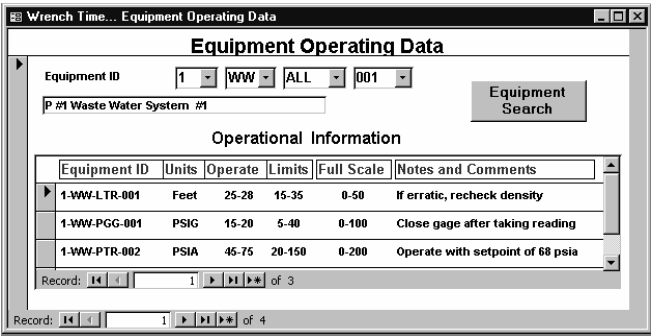 Wrench Time... Equipment Operating Data
Equipment Operating Data
Equipment ID 1 WW ALL 001
Equipment Search
P #1 Waste Water System #1
Operational Information
Equipment ID Units Operate Limits Full Scale Notes and Comments
1-WW-LTR-001 Feet 25-28 15-35 0-50 If erratic, recheck density
1-WW-PGG-001 PSIG 15-20 5-40 0-100 Close gage after taking reading
1-WW-PTR-002 PSIA 45-75 20-150 0-200 Operate with setpoint of 68 psia
Record: 1 of 3
Record: 1 of 4